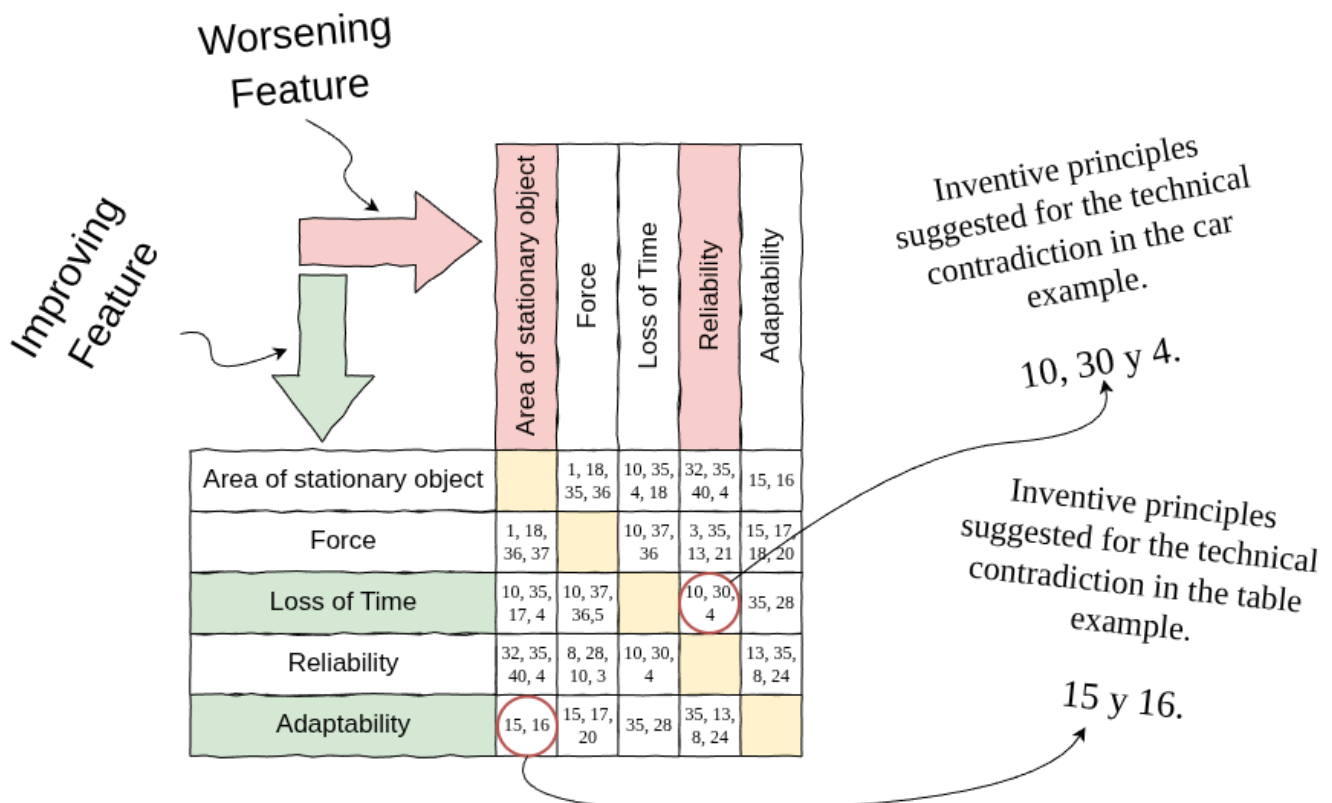 Worsening
Feature
Improving
Feature
Area of stationary object
Force
Loss of Time
Reliability
Adaptability
Area of stationary object
1, 18,
35, 36
10, 35,
4, 18
32, 35,
40, 4
15, 16
Force
1, 18,
36, 37
10, 37,
36
3, 35,
13, 21
15, 17,
18, 20
Loss of Time
10, 35,
17, 4
10, 37,
36,5
10, 30,
4
35, 28
Reliability
32, 35,
40, 4
8, 28,
10, 3
10, 30,
4
13, 35,
8, 24
Adaptability
15, 16
15, 17,
20
35, 28
35, 13,
8, 24
Inventive principles
suggested for the technical
contradiction in the car
example.
10, 30 y 4.
Inventive principles
suggested for the technical
contradiction in the table
example.
15 y 16.